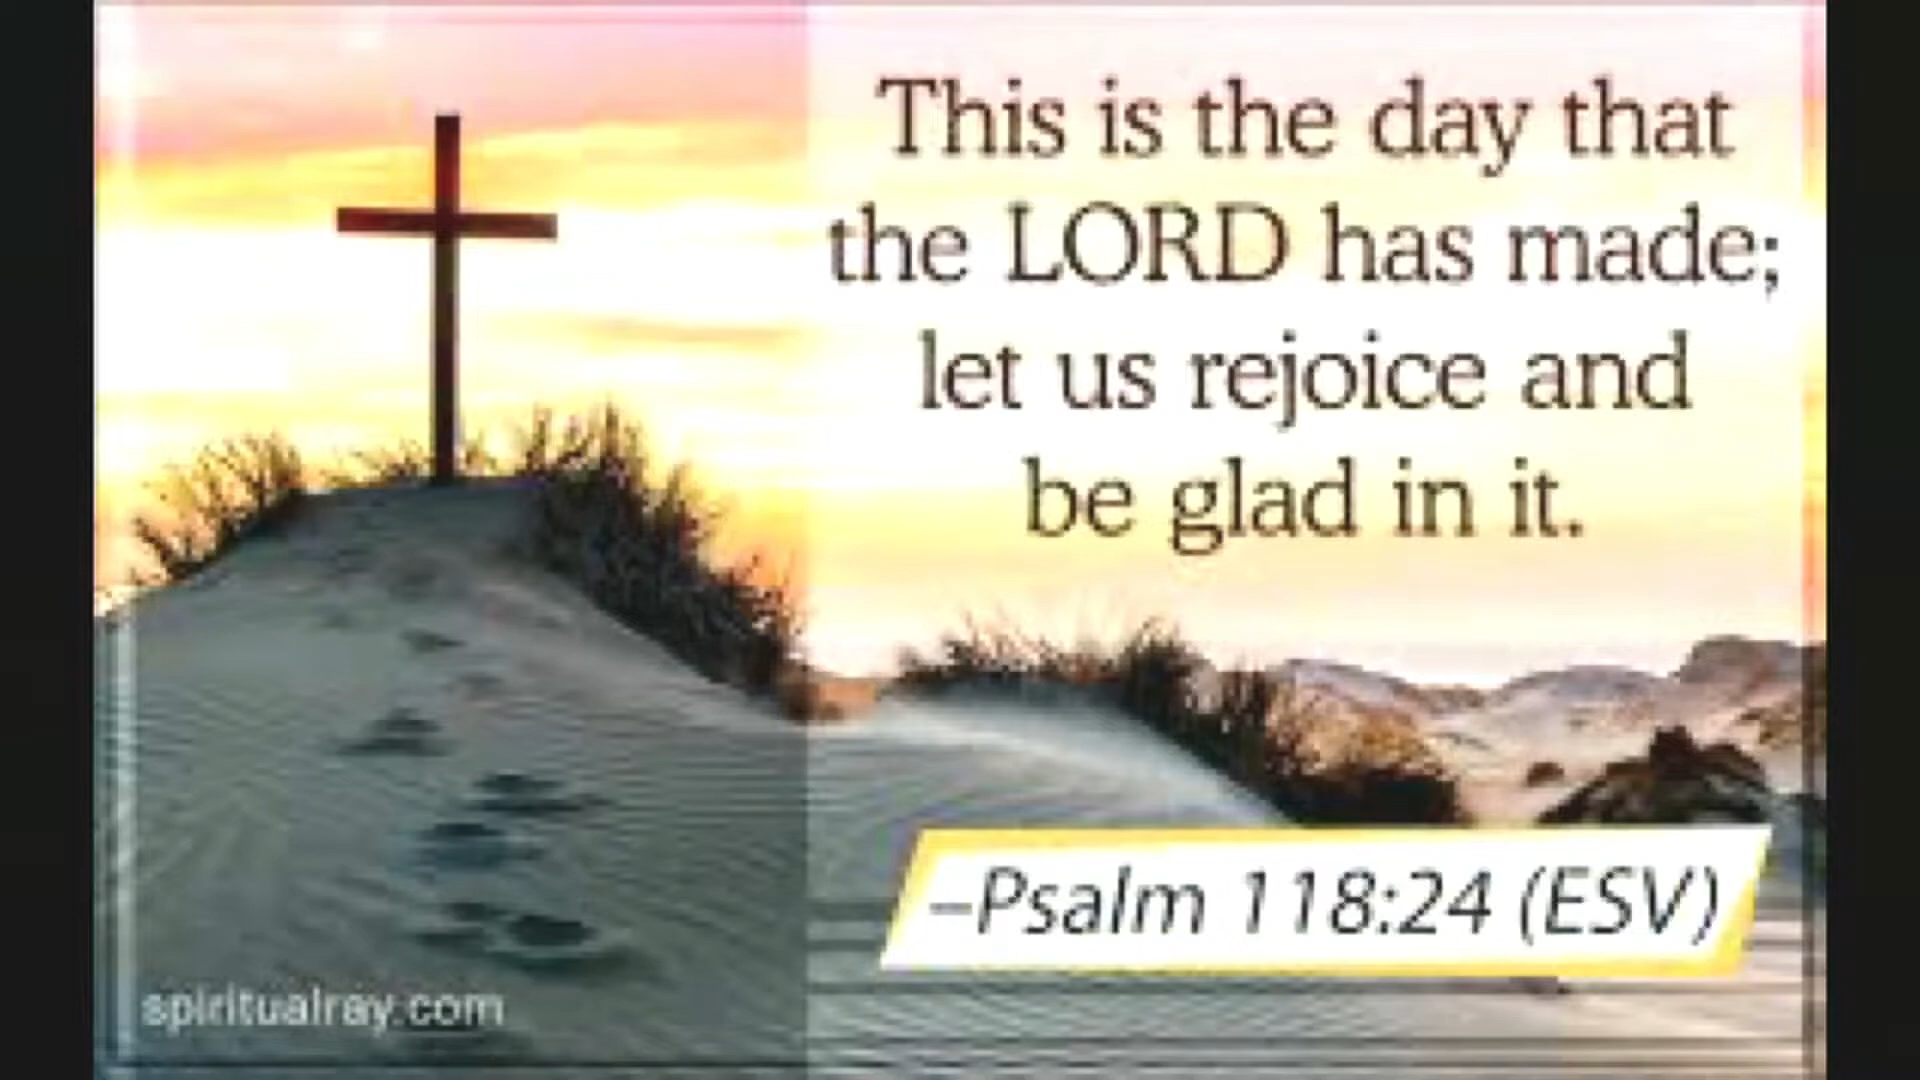 This is the day that
the LORD has made;
let us rejoice and
be glad in it.
–Psalm 118:24 (ESV)
spiritualray.com